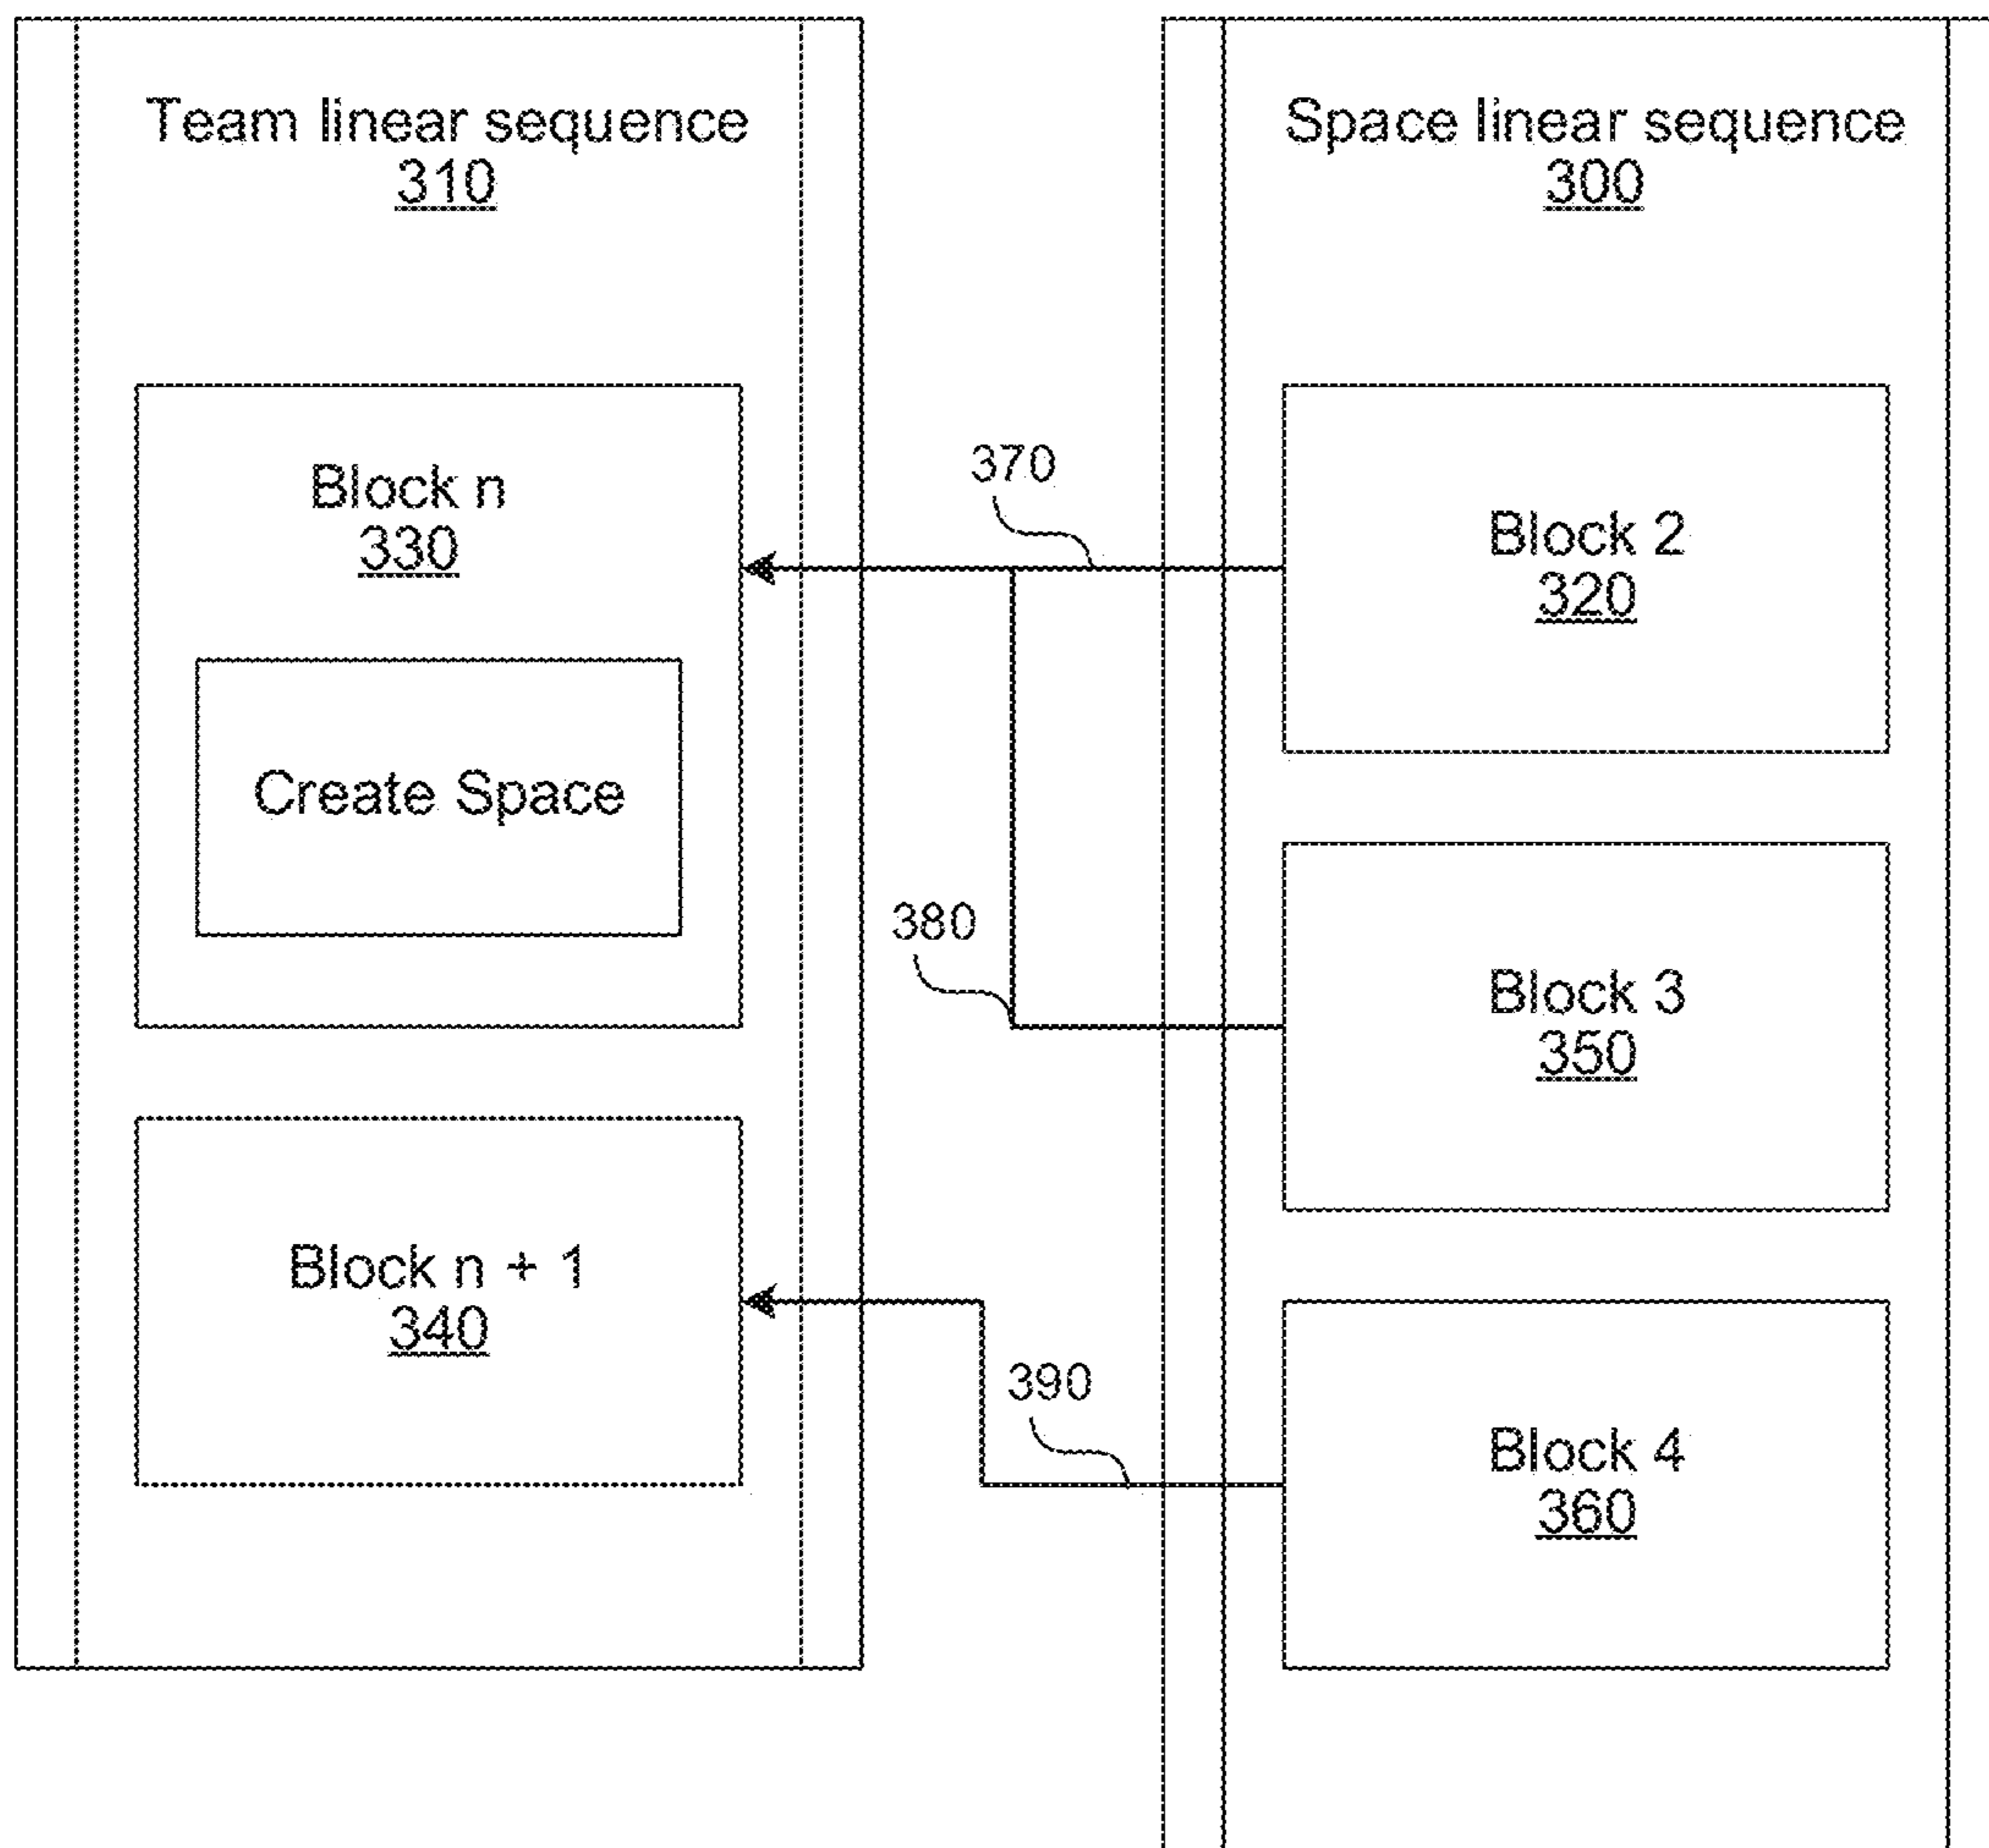 Team linear sequence
310
Space linear sequence
300
Block n
330
Create Space
370
Block 2
320
380
Block 3
350
Block n + 1
340
390
Block 4
360